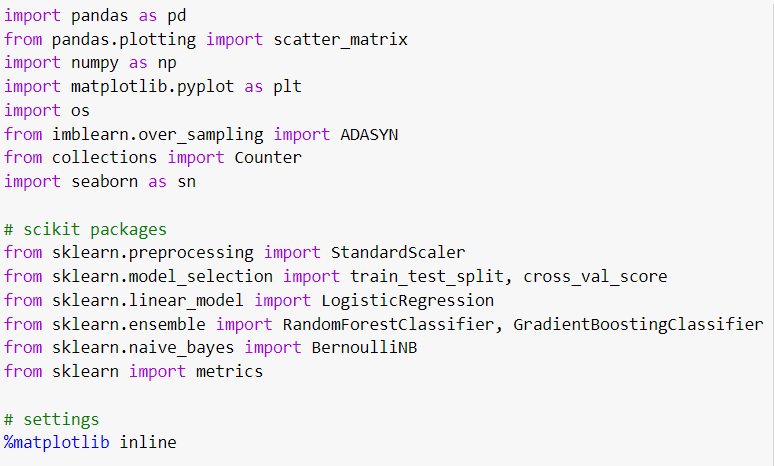 import pandas as pd
from pandas.plotting import scatter_matrix
import numpy as np
import matplotlib.pyplot as plt
import os
from imblearn.over_sampling import ADASYN
from collections import Counter
import seaborn as sn

# scikit packages
from sklearn.preprocessing import StandardScaler
from sklearn.model_selection import train_test_split, cross_val_score
from sklearn.linear_model import LogisticRegression
from sklearn.ensemble import RandomForestClassifier, GradientBoostingClassifier
from sklearn.naive_bayes import BernoulliNB
from sklearn import metrics

# settings
%matplotlib inline